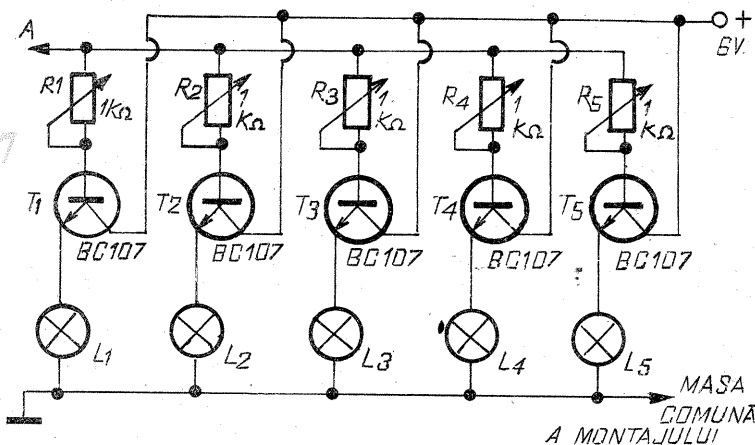 A
+
6V.
R1
1KΩ
R2
1
KΩ
R3
1
KΩ
R4
1
KΩ
R5
1
KΩ
T1
T2
T3
T4
T5
BC107
BC107
BC107
BC107
BC107
L1
L2
L3
L4
L5
MASA
COMUNĂ
A MONTAJULUI